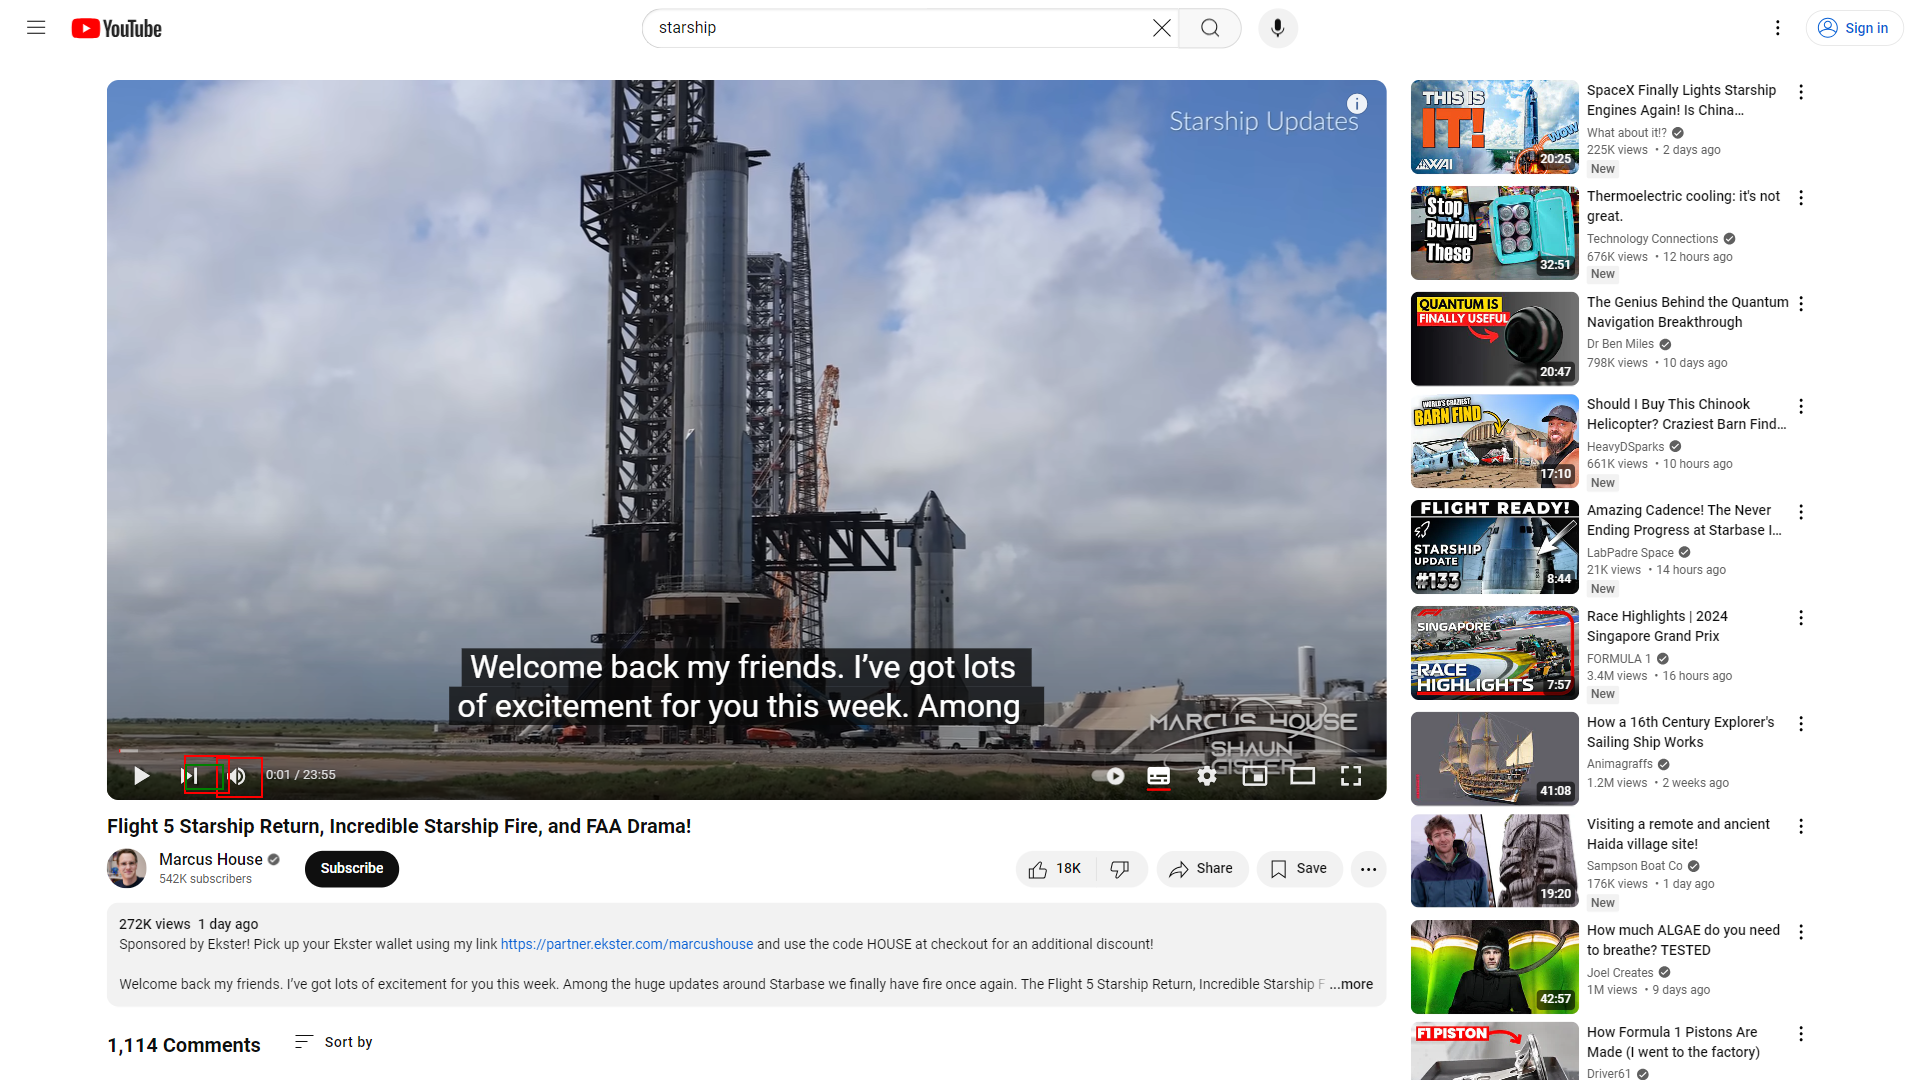 YouTube
starship
Sign in
Starship Updates
Welcome back my friends. I’ve got lots
of excitement for you this week. Among
MARCUS HOUSE
SHAUN
GISLER
0:01 / 23:55
Flight 5 Starship Return, Incredible Starship Fire, and FAA Drama!
Marcus House
542K subscribers
Subscribe
18K
Share
Save
272K views 1 day ago
Sponsored by Ekster! Pick up your Ekster wallet using my link https://partner.ekster.com/marcushouse and use the code HOUSE at checkout for an additional discount!
Welcome back my friends. I’ve got lots of excitement for you this week. Among the huge updates around Starbase we finally have fire once again. The Flight 5 Starship Return, Incredible Starship F ...more
1,114 Comments
Sort by
THIS IS
IT!
WOW
20:25
SpaceX Finally Lights Starship
Engines Again! Is China...
What about it!?
225K views • 2 days ago
New
Stop
Buying
These
32:51
Thermoelectric cooling: it's not
great.
Technology Connections
676K views • 12 hours ago
New
QUANTUM IS
FINALLY USEFUL
20:47
The Genius Behind the Quantum
Navigation Breakthrough
Dr Ben Miles
798K views • 10 days ago
WORLD'S CRAZIEST
BARN FIND
17:10
Should I Buy This Chinook
Helicopter? Craziest Barn Find...
HeavyDSparks
661K views • 10 hours ago
New
FLIGHT READY!
STARSHIP
UPDATE
#133
8:44
Amazing Cadence! The Never
Ending Progress at Starbase I...
LabPadre Space
21K views • 14 hours ago
New
SINGAPORE
RACE
HIGHLIGHTS
7:57
Race Highlights | 2024
Singapore Grand Prix
FORMULA 1
3.4M views • 16 hours ago
New
41:08
How a 16th Century Explorer's
Sailing Ship Works
Animagraffs
1.2M views • 2 weeks ago
19:20
Visiting a remote and ancient
Haida village site!
Sampson Boat Co
176K views • 1 day ago
New
42:57
How much ALGAE do you need
to breathe? TESTED
Joel Creates
1M views • 9 days ago
F1 PISTON
How Formula 1 Pistons Are
Made (I went to the factory)
Driver61